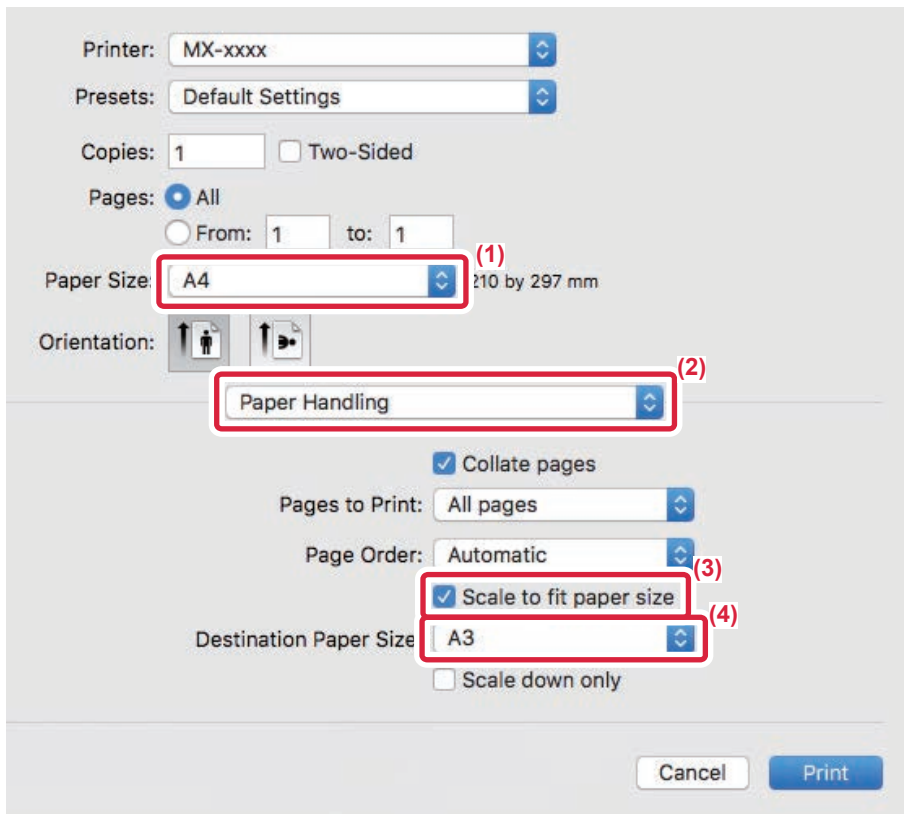 Printer: MX-xxxx
Presets: Default Settings
Copies: 1 Two-Sided
Pages: All
From: 1 to: 1
(1)
Paper Size: A4 210 by 297 mm
Orientation:
(2)
Paper Handling
Collate pages
Pages to Print: All pages
Page Order: Automatic
(3)
Scale to fit paper size
(4)
Destination Paper Size A3
Scale down only
Cancel Print